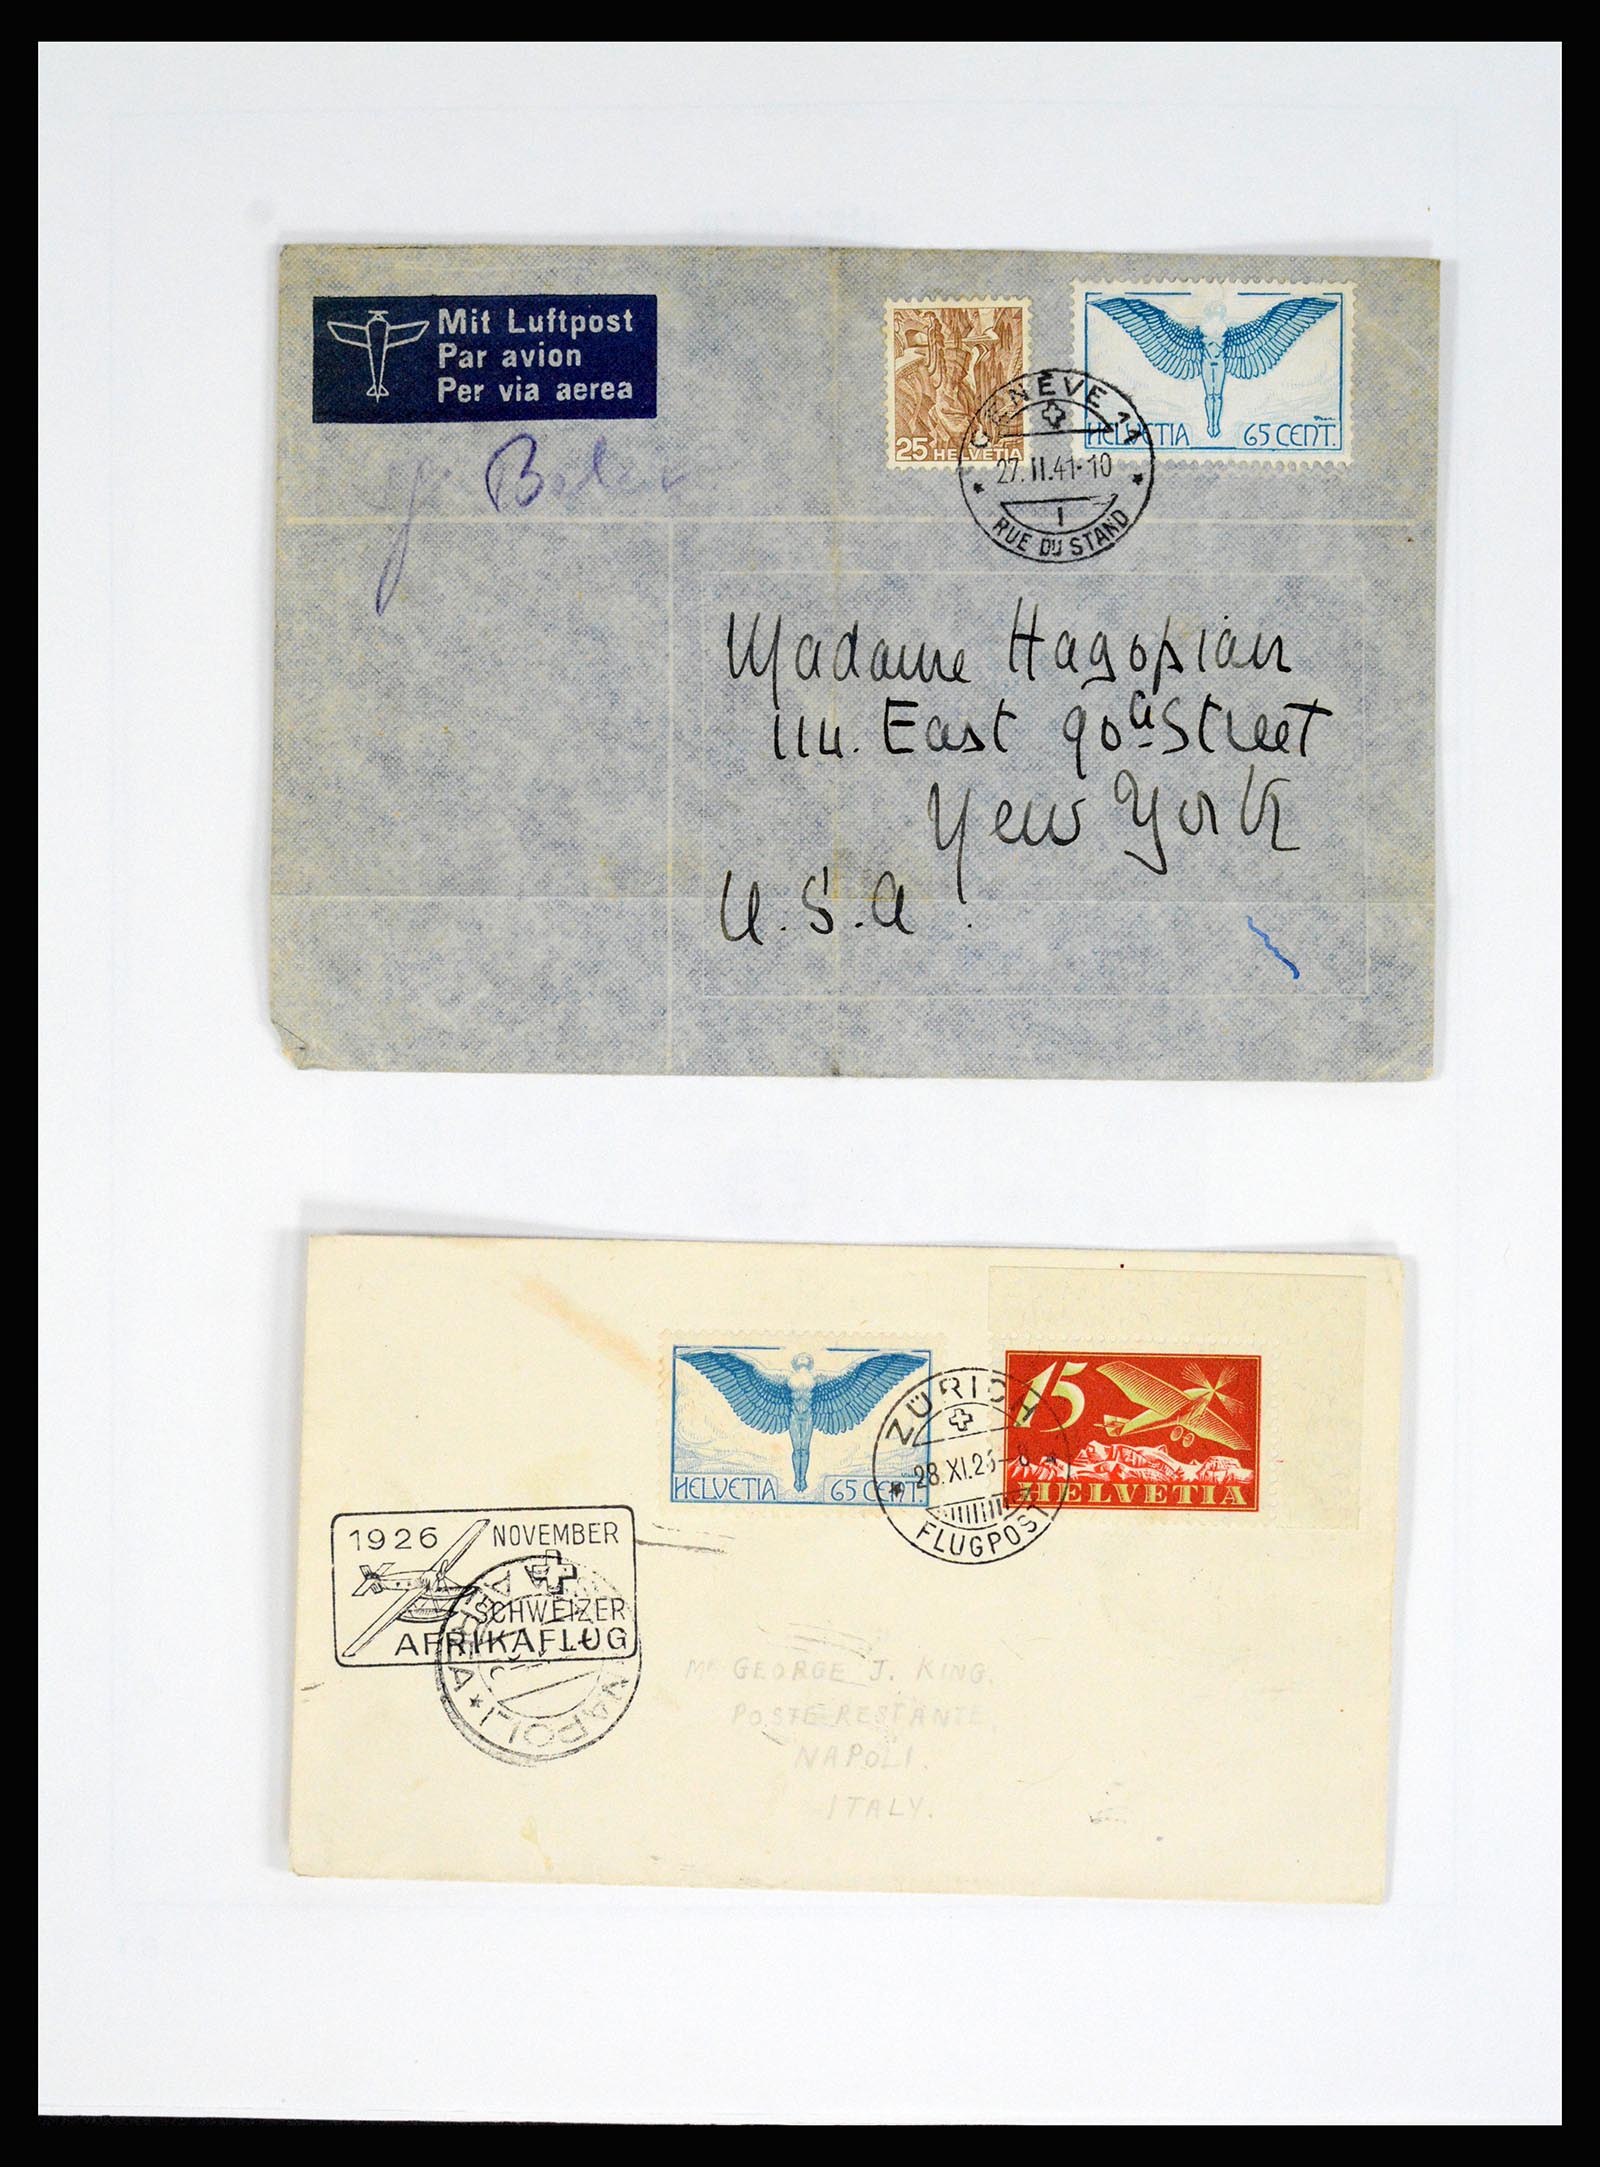 Mit Luftpost
Par avion
Per via aerea
25 HELVETIA
HELVETIA 65 CENT.
GENÈVE 11
27.II.41-10
1
RUE DU STAND
Madame Hagopian
114. East 90th Street
New York
U.S.A.
HELVETIA 65 CENT.
15
HELVETIA
ZÜRICH
28.XI.26-8
FLUGPOST
1926 NOVEMBER
SCHWEIZER
AFRIKAFLUG
NAPOLI
Mr GEORGE J. KING.
POSTE RESTANTE
NAPOLI.
ITALY.